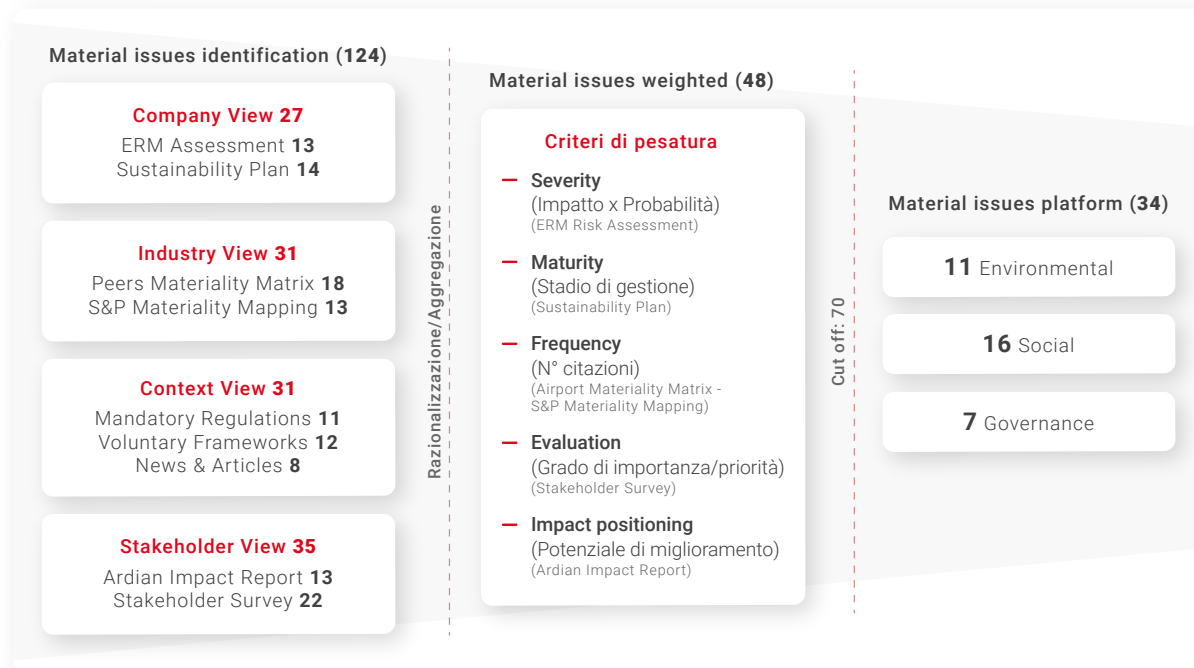 Material issues identification (124)
Company View 27
ERM Assessment 13
Sustainability Plan 14
Industry View 31
Peers Materiality Matrix 18
S&P Materiality Mapping 13
Context View 31
Mandatory Regulations 11
Voluntary Frameworks 12
News & Articles 8
Stakeholder View 35
Ardian Impact Report 13
Stakeholder Survey 22
Razionalizzazione/Aggregazione
Material issues weighted (48)
Criteri di pesatura
— Severity
(Impatto x Probabilità)
(ERM Risk Assessment)
— Maturity
(Stadio di gestione)
(Sustainability Plan)
— Frequency
(N° citazioni)
(Airport Materiality Matrix -
S&P Materiality Mapping)
— Evaluation
(Grado di importanza/priorità)
(Stakeholder Survey)
— Impact positioning
(Potenziale di miglioramento)
(Ardian Impact Report)
Cut off: 70
Material issues platform (34)
11 Environmental
16 Social
7 Governance